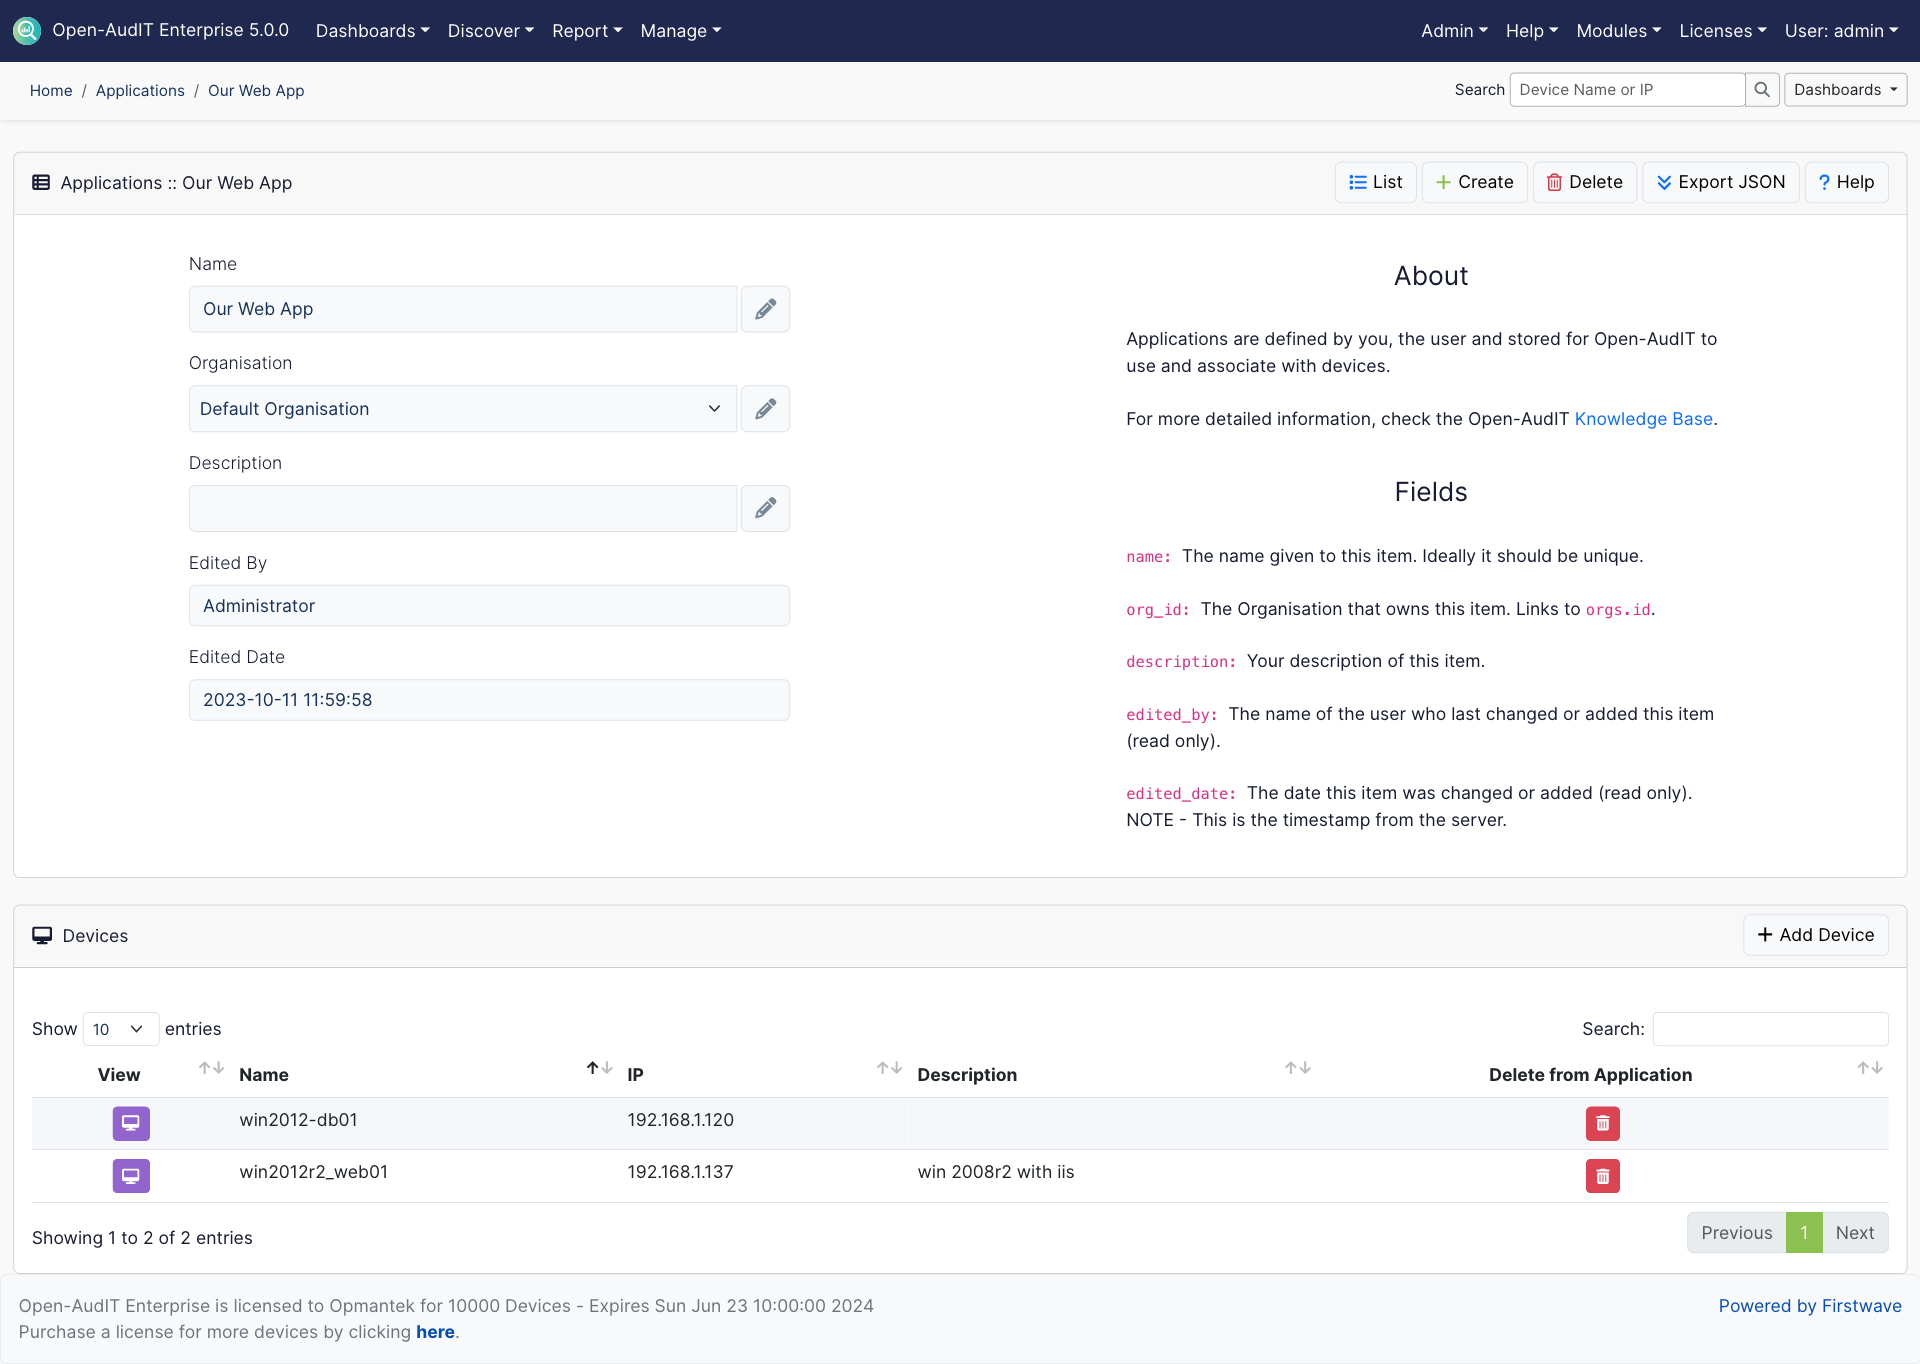 Open-AudIT Enterprise 5.0.0 Dashboards Discover Report Manage Admin Help Modules Licenses User: admin
Home / Applications / Our Web App Search Device Name or IP Dashboards
Applications :: Our Web App List Create Delete Export JSON ? Help
Name
Our Web App
Organisation
Default Organisation
Description
Edited By
Administrator
Edited Date
2023-10-11 11:59:58
About
Applications are defined by you, the user and stored for Open-AudIT to
use and associate with devices.
For more detailed information, check the Open-AudIT Knowledge Base.
Fields
name: The name given to this item. Ideally it should be unique.
org_id: The Organisation that owns this item. Links to orgs.id.
description: Your description of this item.
edited_by: The name of the user who last changed or added this item
(read only).
edited_date: The date this item was changed or added (read only).
NOTE - This is the timestamp from the server.
Devices + Add Device
Show 10 entries Search:
View Name IP Description Delete from Application
win2012-db01 192.168.1.120
win2012r2_web01 192.168.1.137 win 2008r2 with iis
Showing 1 to 2 of 2 entries Previous 1 Next
Open-AudIT Enterprise is licensed to Opmantek for 10000 Devices - Expires Sun Jun 23 10:00:00 2024 Powered by Firstwave
Purchase a license for more devices by clicking here.